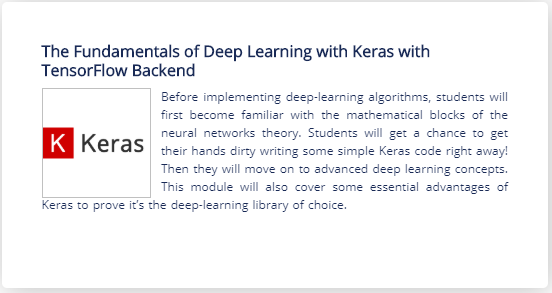 The Fundamentals of Deep Learning with Keras with
TensorFlow Backend
K Keras
Before implementing deep-learning algorithms, students will
first become familiar with the mathematical blocks of the
neural networks theory. Students will get a chance to get
their hands dirty writing some simple Keras code right away!
Then they will move on to advanced deep learning concepts.
This module will also cover some essential advantages of
Keras to prove it’s the deep-learning library of choice.